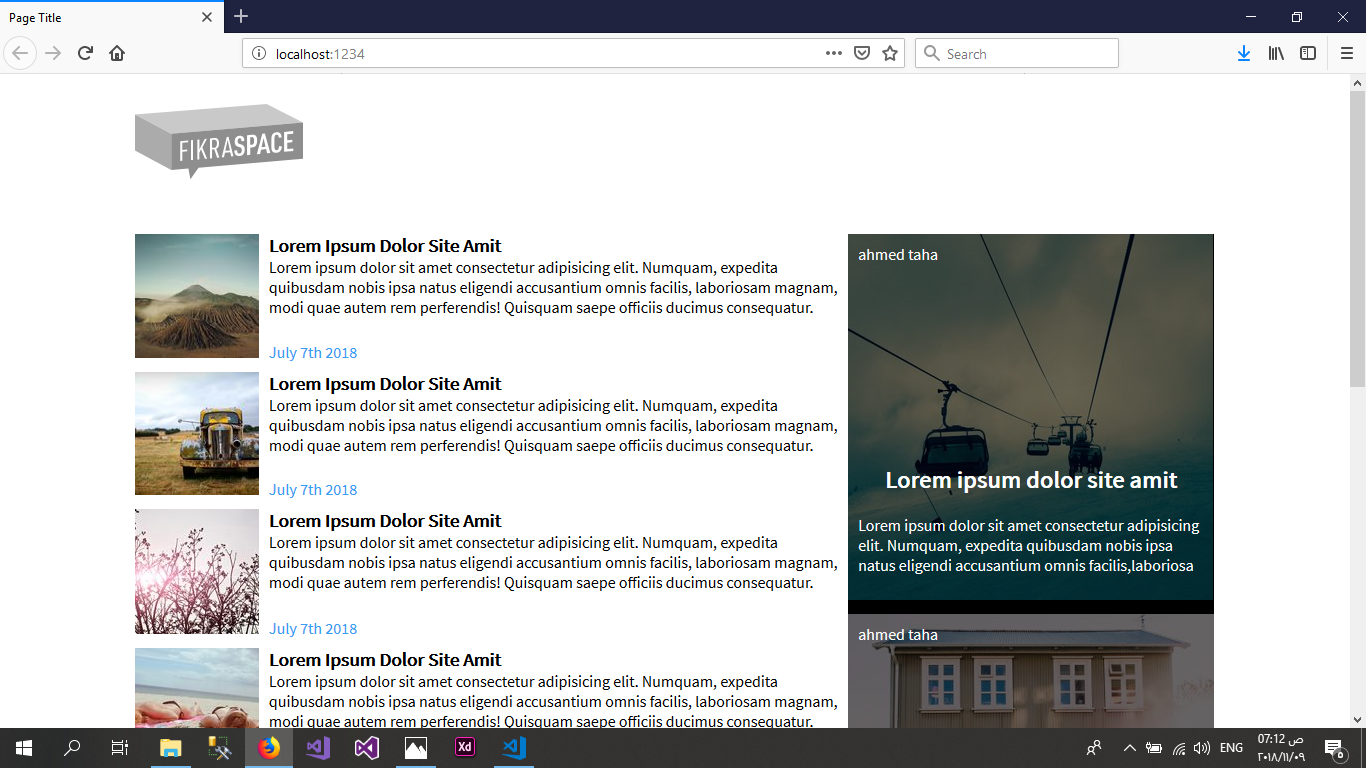 Page Title
localhost:1234
Search
FIKRASPACE
Lorem Ipsum Dolor Site Amit
Lorem ipsum dolor sit amet consectetur adipisicing elit. Numquam, expedita
quibusdam nobis ipsa natus eligendi accusantium omnis facilis, laboriosam magnam,
modi quae autem rem perferendis! Quisquam saepe officiis ducimus consequatur.
July 7th 2018
Lorem Ipsum Dolor Site Amit
Lorem ipsum dolor sit amet consectetur adipisicing elit. Numquam, expedita
quibusdam nobis ipsa natus eligendi accusantium omnis facilis, laboriosam magnam,
modi quae autem rem perferendis! Quisquam saepe officiis ducimus consequatur.
July 7th 2018
Lorem Ipsum Dolor Site Amit
Lorem ipsum dolor sit amet consectetur adipisicing elit. Numquam, expedita
quibusdam nobis ipsa natus eligendi accusantium omnis facilis, laboriosam magnam,
modi quae autem rem perferendis! Quisquam saepe officiis ducimus consequatur.
July 7th 2018
Lorem Ipsum Dolor Site Amit
Lorem ipsum dolor sit amet consectetur adipisicing elit. Numquam, expedita
quibusdam nobis ipsa natus eligendi accusantium omnis facilis, laboriosam magnam,
modi quae autem rem perferendis! Quisquam saepe officiis ducimus consequatur.
ahmed taha
Lorem ipsum dolor site amit
Lorem ipsum dolor sit amet consectetur adipisicing
elit. Numquam, expedita quibusdam nobis ipsa
natus eligendi accusantium omnis facilis,laboriosa
ahmed taha
Xd
ENG
07:12 ص
٢٠١٨/١١/٠٩